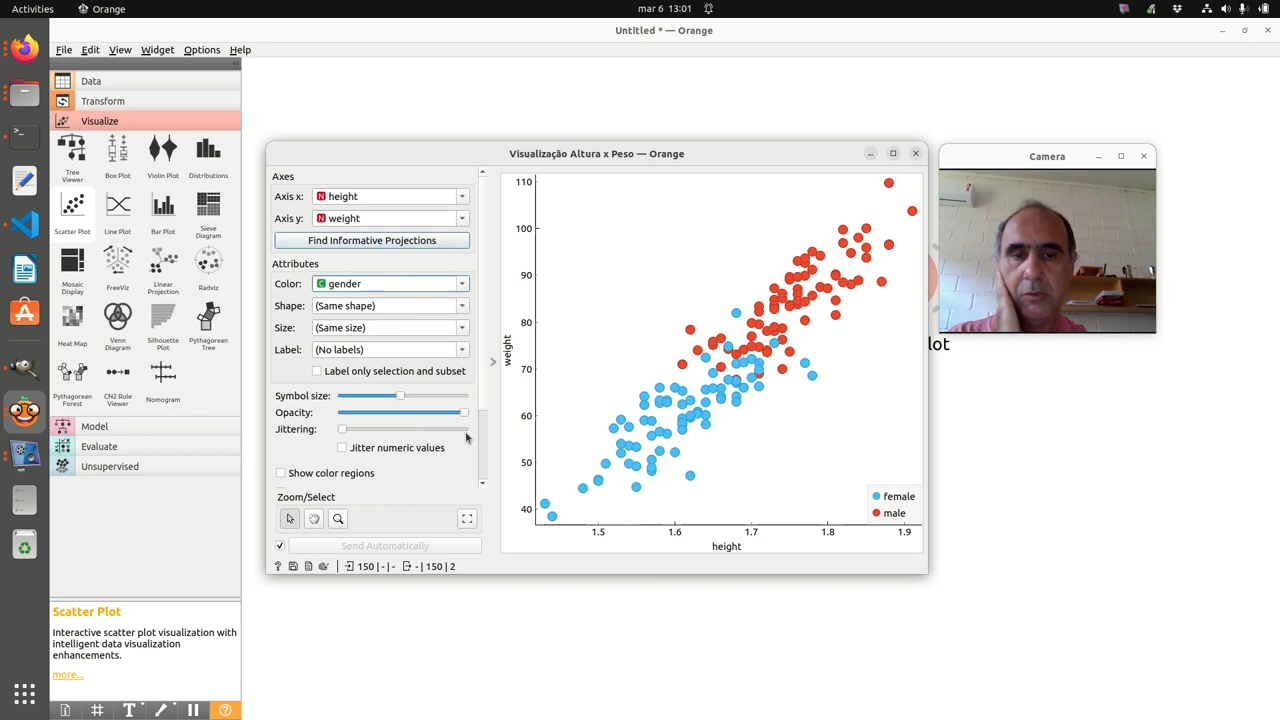 Activities
Orange
mar 6 13:01
Untitled * — Orange
File Edit View Widget Options Help
Data
Transform
Visualize
Tree Viewer
Box Plot
Violin Plot
Distributions
Scatter Plot
Line Plot
Bar Plot
Sieve Diagram
Mosaic Display
FreeViz
Linear Projection
Radviz
Heat Map
Venn Diagram
Silhouette Plot
Pythagorean Tree
Pythagorean Forest
CN2 Rule Viewer
Nomogram
Model
Evaluate
Unsupervised
Scatter Plot
Interactive scatter plot visualization with
intelligent data visualization
enhancements.
more...
Visualização Altura x Peso — Orange
Axes
Axis x: N height
Axis y: N weight
Find Informative Projections
Attributes
Color: C gender
Shape: (Same shape)
Size: (Same size)
Label: (No labels)
Label only selection and subset
Symbol size:
Opacity:
Jittering:
Jitter numeric values
Show color regions
Zoom/Select
Send Automatically
150 | - | - - | 150 | 2
weight
110
100
90
80
70
60
50
40
1.5 1.6 1.7 1.8 1.9
height
female
male
Camera
lot